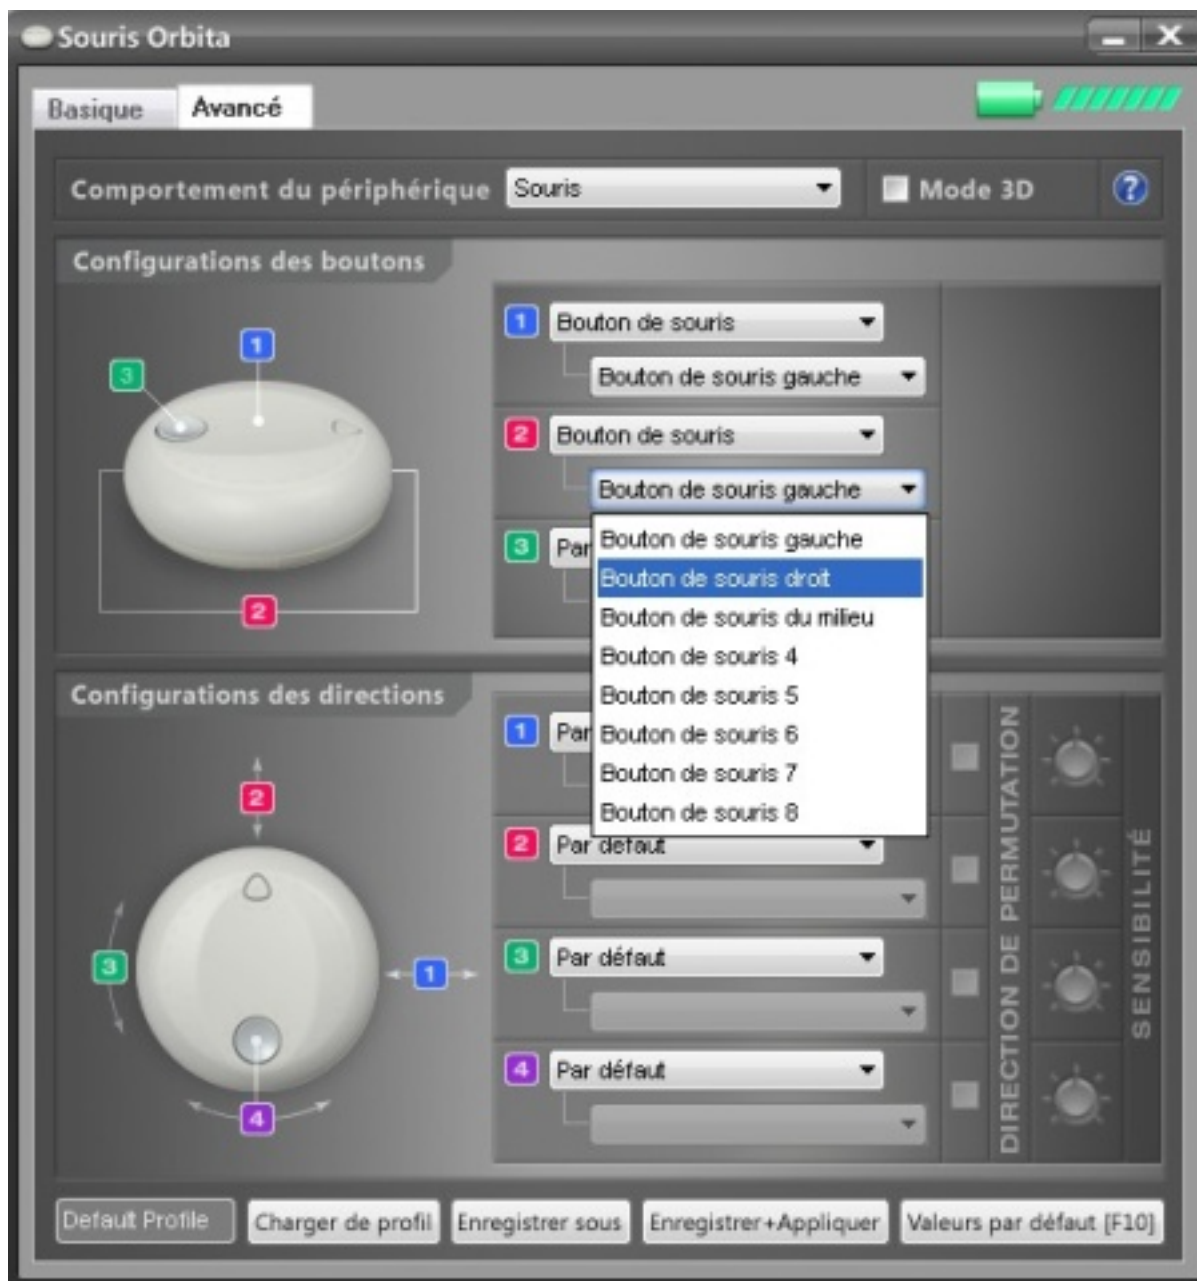 Souris Orbita
Basique Avancé
Comportement du périphérique Souris Mode 3D ?
Configurations des boutons
1 Bouton de souris
Bouton de souris gauche
2 Bouton de souris
Bouton de souris gauche
3 Par
Bouton de souris gauche
Bouton de souris droit
Bouton de souris du milieu
Bouton de souris 4
Bouton de souris 5
Bouton de souris 6
Bouton de souris 7
Bouton de souris 8
1
3
2
Configurations des directions
1 Par
2 Par défaut
3 Par défaut
4 Par défaut
2
3
1
4
DIRECTION DE PERMUTATION
SENSIBILITÉ
Default Profile Charger de profil Enregistrer sous Enregistrer+Appliquer Valeurs par défaut [F10]